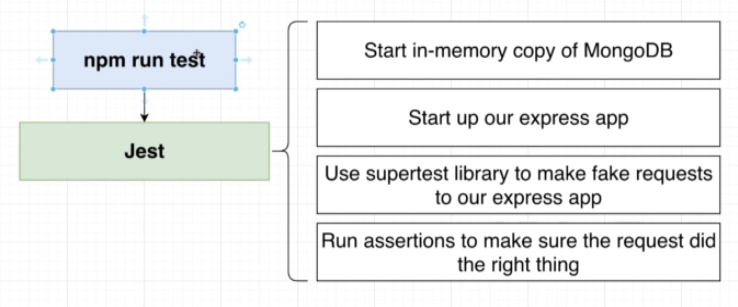 npm run test
Jest
Start in-memory copy of MongoDB
Start up our express app
Use supertest library to make fake requests
to our express app
Run assertions to make sure the request did
the right thing